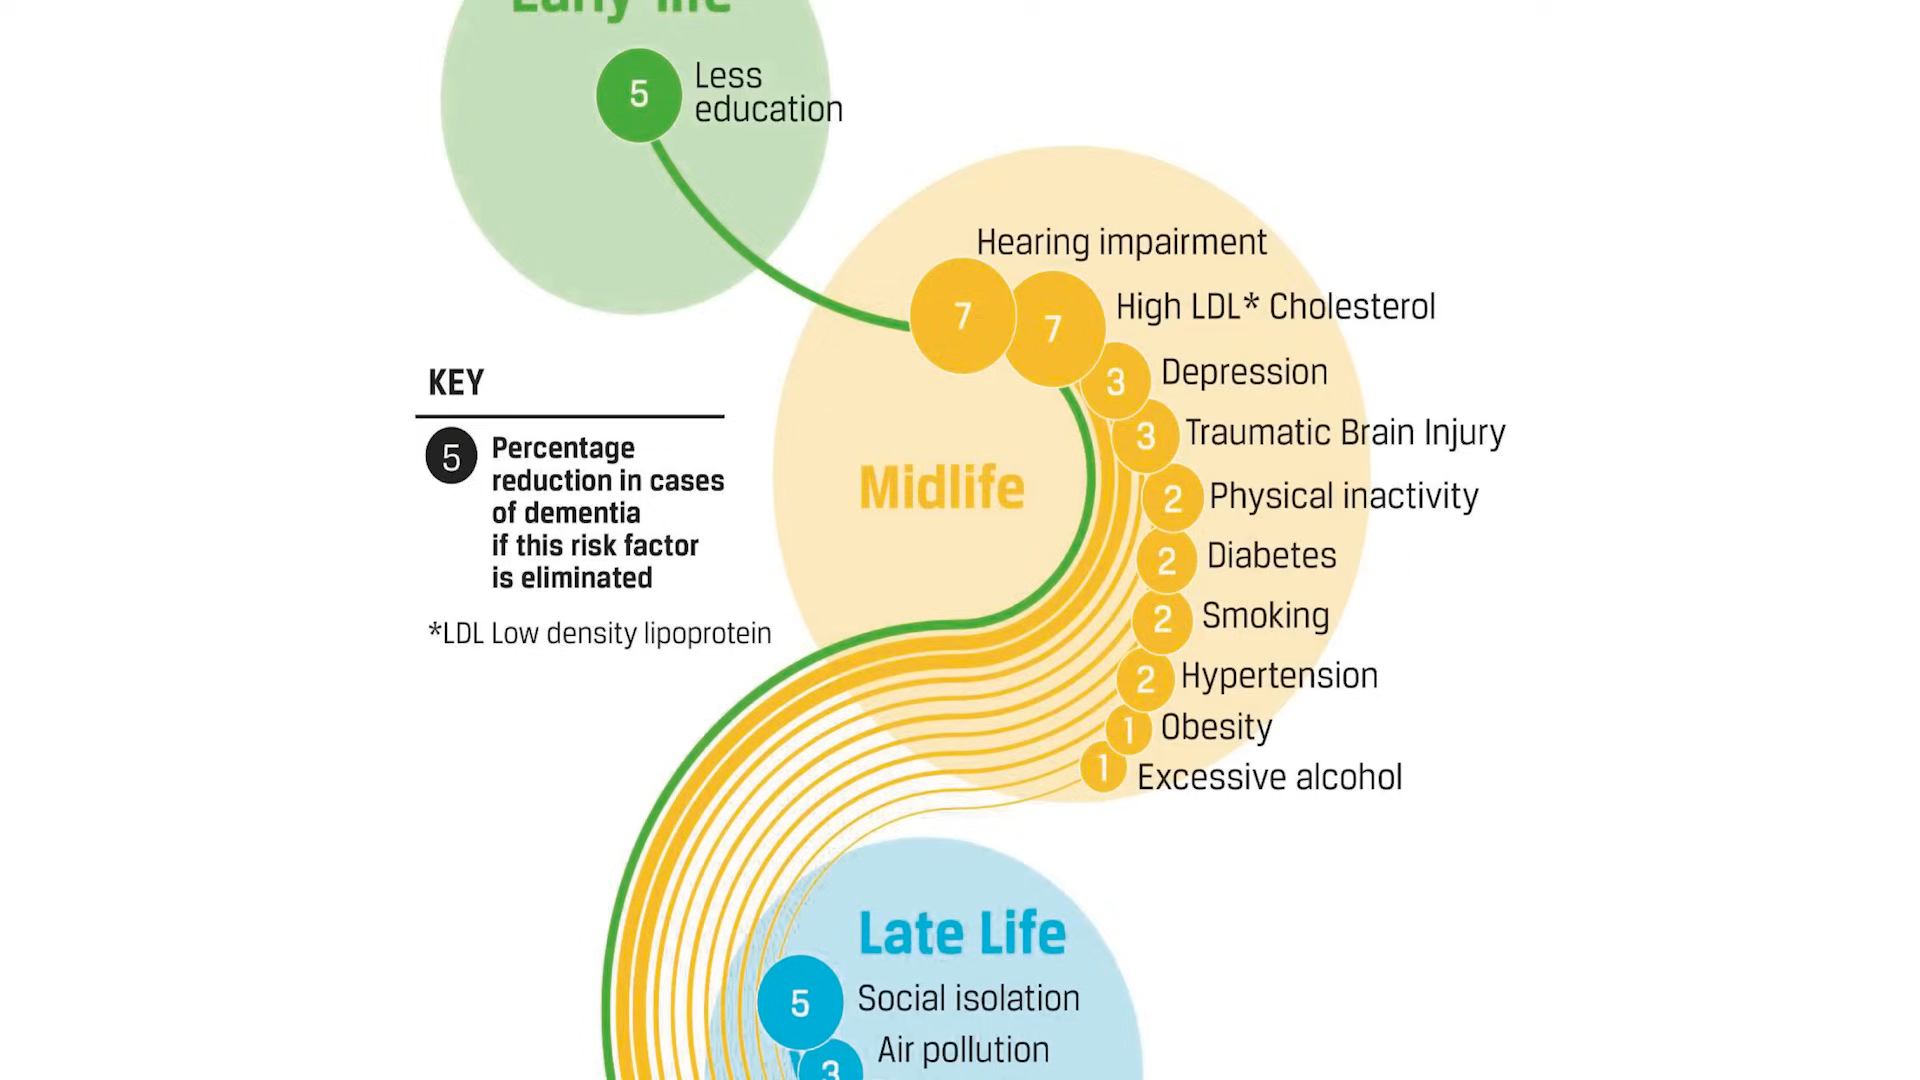 Early life
5
Less
education
Hearing impairment
7
7
High LDL* Cholesterol
3
Depression
3
Traumatic Brain Injury
Midlife
2
Physical inactivity
2
Diabetes
2
Smoking
2
Hypertension
1
Obesity
1
Excessive alcohol
KEY
5
Percentage
reduction in cases
of dementia
if this risk factor
is eliminated
*LDL Low density lipoprotein
Late Life
5
Social isolation
3
Air pollution